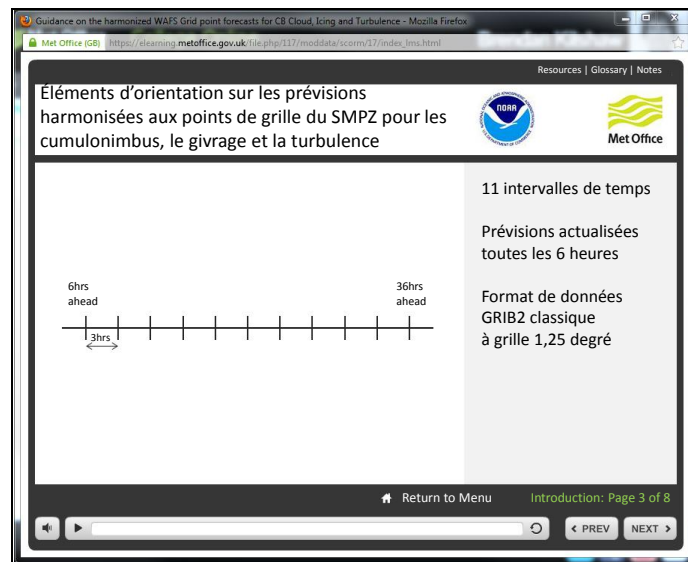 Guidance on the harmonized WAFS Grid point forecasts for CB Cloud, Icing and Turbulence - Mozilla Firefox
Met Office (GB) https://elearning.metoffice.gov.uk/file.php/117/moddata/scorm/17/index_lms.html
Resources | Glossary | Notes
Éléments d'orientation sur les prévisions
harmonisées aux points de grille du SMPZ pour les
cumulonimbus, le givrage et la turbulence
NOAA
Met Office
11 intervalles de temps
Prévisions actualisées
toutes les 6 heures
Format de données
GRIB2 classique
à grille 1,25 degré
6hrs
ahead
36hrs
ahead
3hrs
Return to Menu
Introduction: Page 3 of 8
PREV
NEXT